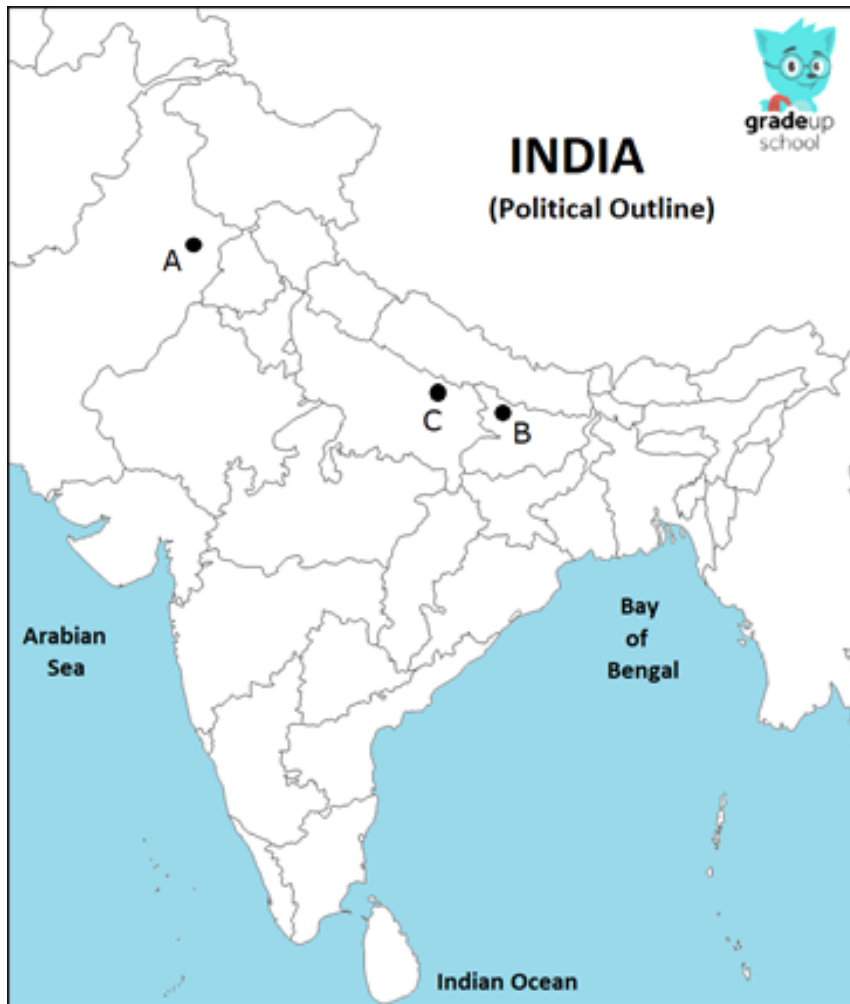 gradeup
school
INDIA
(Political Outline)
A
C
B
Arabian
Sea
Bay
of
Bengal
Indian Ocean